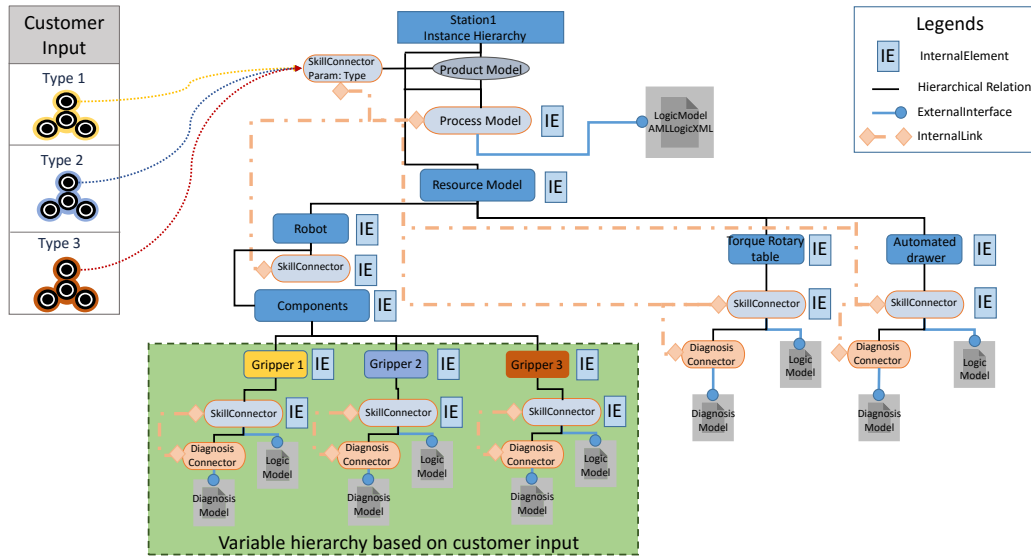 Customer
Input
Type 1
Type 2
Type 3
Station1
Instance Hierarchy
SkillConnector
Param: Type
Product Model
Process Model
IE
LogicModel
AMLLogicXML
Legends
IE
InternalElement
Hierarchical Relation
ExternalInterface
InternalLink
Resource Model
IE
Robot
IE
SkillConnector
IE
Components
IE
Torque Rotary
table
IE
Automated
drawer
IE
SkillConnector
IE
SkillConnector
IE
Diagnosis
Connector
Logic
Model
Diagnosis
Model
Diagnosis
Connector
Logic
Model
Diagnosis
Model
Gripper 1
IE
Gripper 2
IE
Gripper 3
IE
SkillConnector
IE
SkillConnector
IE
SkillConnector
IE
Diagnosis
Connector
Logic
Model
Diagnosis
Model
Diagnosis
Connector
Logic
Model
Diagnosis
Model
Diagnosis
Connector
Logic
Model
Diagnosis
Model
Variable hierarchy based on customer input